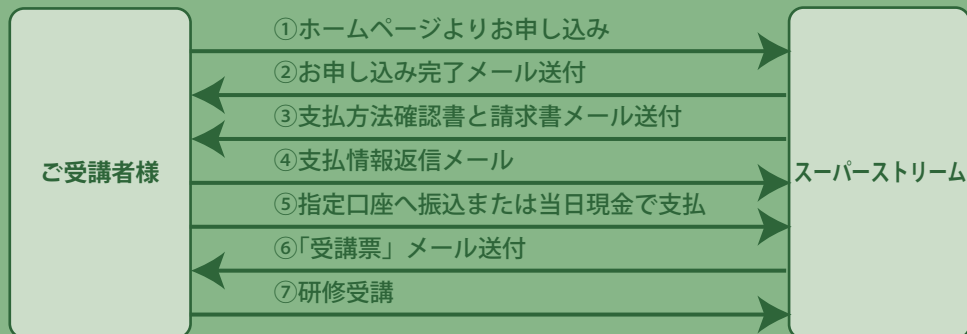 ①ホームページよりお申し込み
②お申し込み完了メール送付
③支払方法確認書と請求書メール送付
ご受講者様
④支払情報返信メール
スーパーストリーム
⑤指定口座へ振込または当日現金で支払
⑥「受講票」メール送付
⑦研修受講